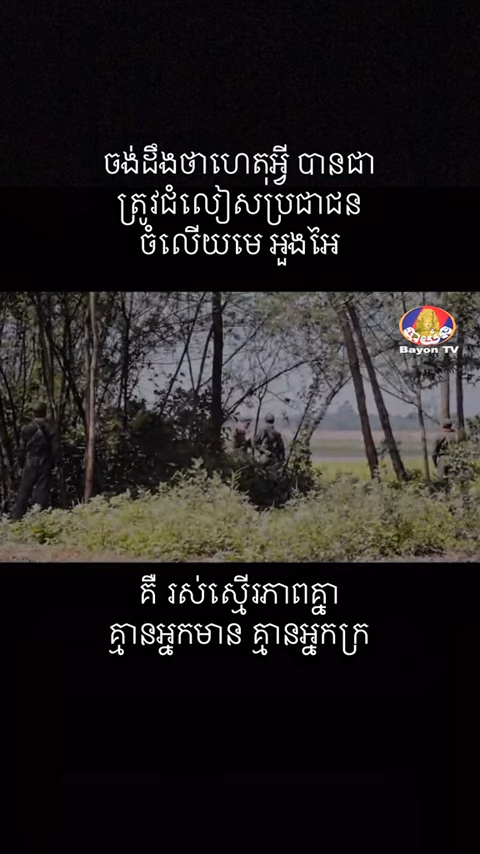 ចង់ដឹងថាហេតុអ្វី បានជា
ត្រូវជំលៀសប្រជាជន
ចំលើយមេ អួងអៃ
Bayon TV
គឺ រស់ស្មើរភាពគ្នា
គ្មានអ្នកមាន គ្មានអ្នកក្រ